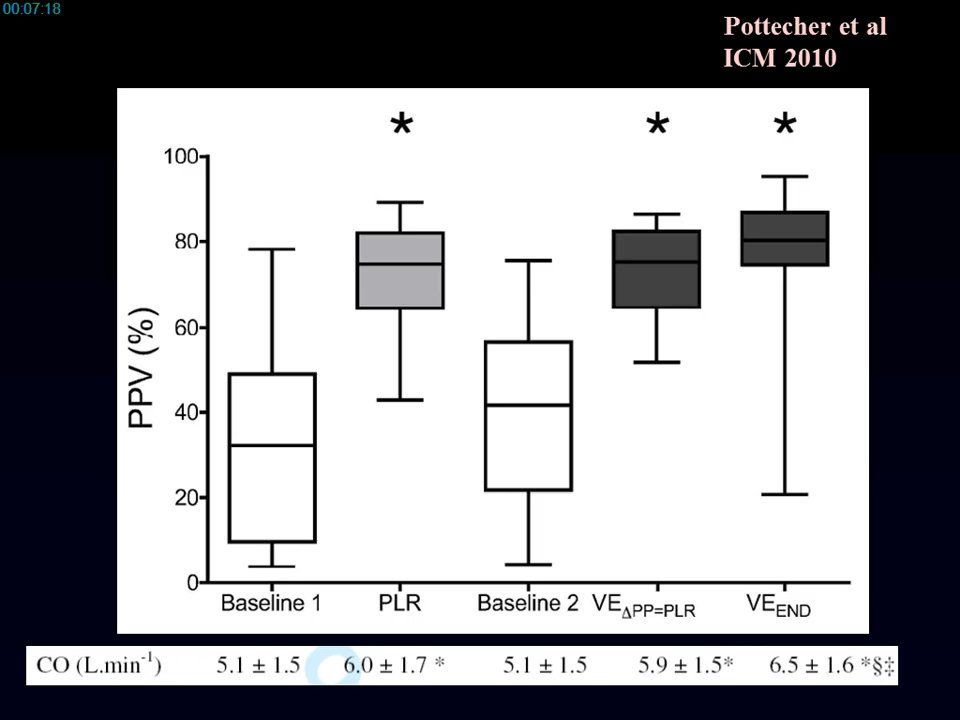 00:07:18
Pottecher et al
ICM 2010
* * *
PPV (%)
100
80
60
40
20
0
Baseline 1 PLR Baseline 2 VEΔPP=PLR VEEND
CO (L.min-1) 5.1 ± 1.5 6.0 ± 1.7 * 5.1 ± 1.5 5.9 ± 1.5* 6.5 ± 1.6 *§‡